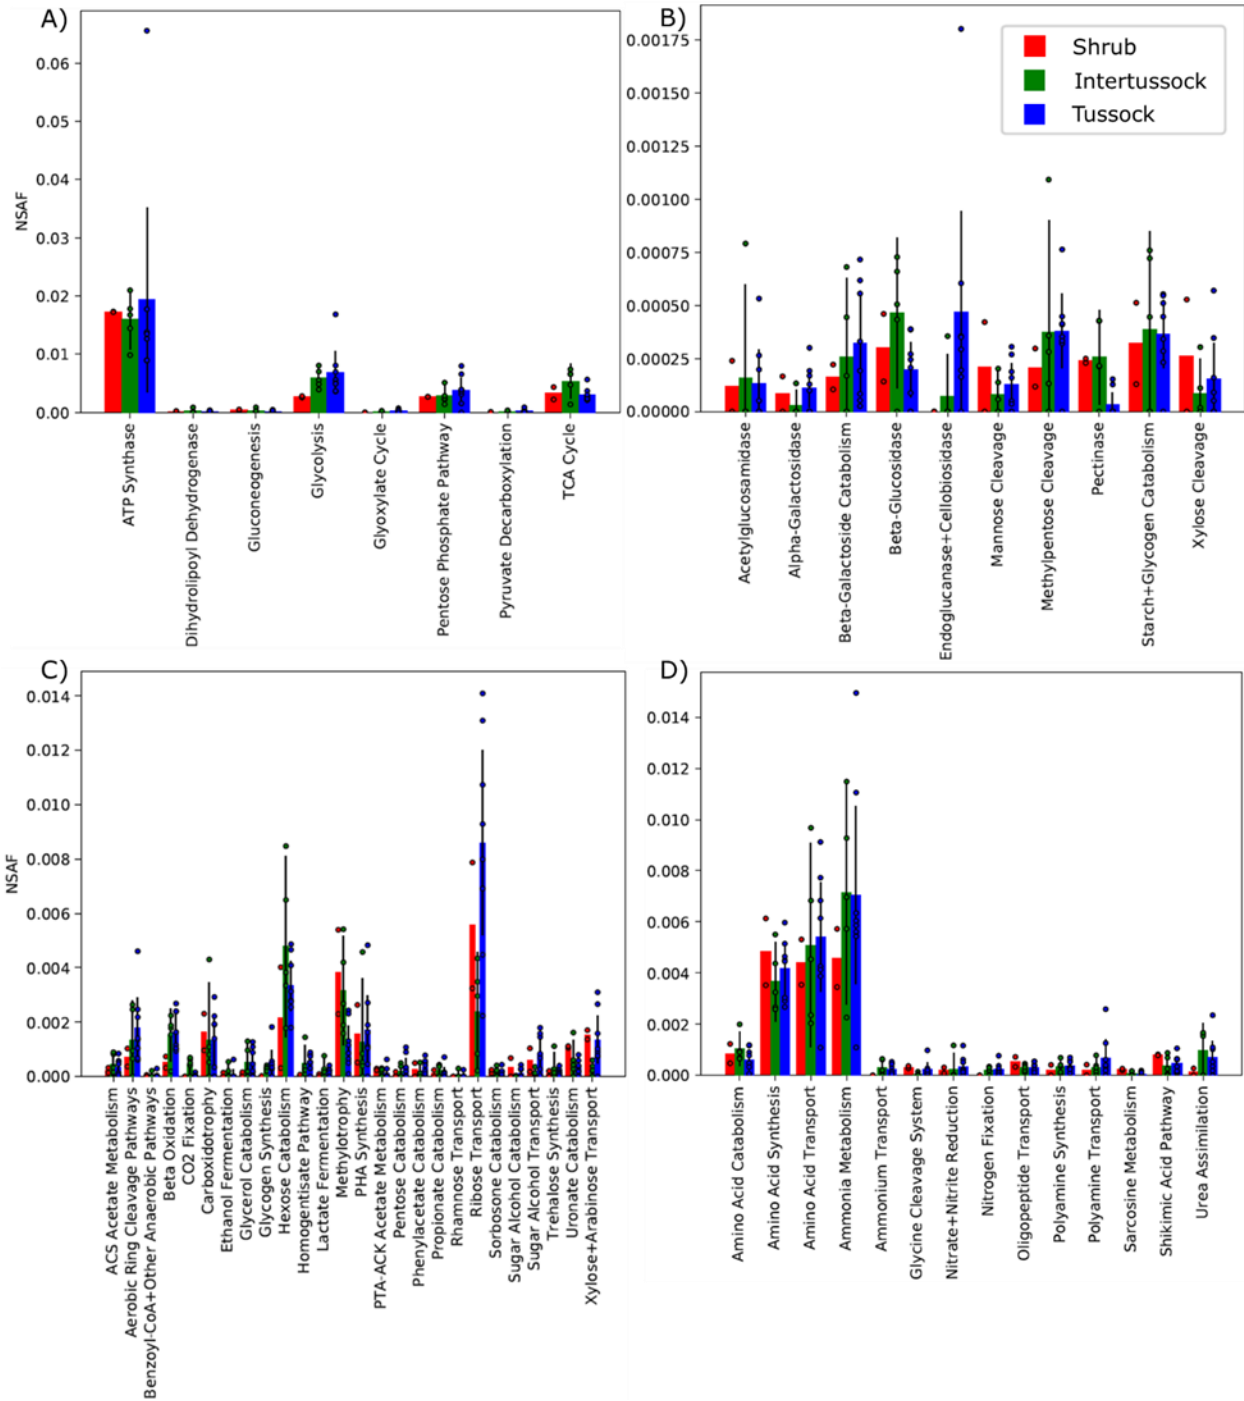 A)
NSAF
0.06
0.05
0.04
0.03
0.02
0.01
0.00
ATP Synthase
Dihydrolipoyl Dehydrogenase
Gluconeogenesis
Glycolysis
Glyoxylate Cycle
Pentose Phosphate Pathway
Pyruvate Decarboxylation
TCA Cycle
B)
0.00175
0.00150
0.00125
0.00100
0.00075
0.00050
0.00025
0.00000
Shrub
Intertussock
Tussock
Acetylglucosamidase
Alpha-Galactosidase
Beta-Galactoside Catabolism
Beta-Glucosidase
Endoglucanase+Cellobiosidase
Mannose Cleavage
Methylpentose Cleavage
Pectinase
Starch+Glycogen Catabolism
Xylose Cleavage
C)
NSAF
0.014
0.012
0.010
0.008
0.006
0.004
0.002
0.000
ACS Acetate Metabolism
Aerobic Ring Cleavage Pathways
Benzoyl-CoA+Other Anaerobic Pathways
Beta Oxidation
CO2 Fixation
Carboxidotrophy
Ethanol Fermentation
Glycerol Catabolism
Glycogen Synthesis
Hexose Catabolism
Homogentisate Pathway
Lactate Fermentation
Methylotrophy
PHA Synthesis
PTA-ACK Acetate Metabolism
Pentose Catabolism
Phenylacetate Catabolism
Propionate Catabolism
Rhamnose Transport
Ribose Transport
Sorbosone Catabolism
Sugar Alcohol Catabolism
Sugar Alcohol Transport
Trehalose Synthesis
Uronate Catabolism
Xylose+Arabinose Transport
D)
0.014
0.012
0.010
0.008
0.006
0.004
0.002
0.000
Amino Acid Catabolism
Amino Acid Synthesis
Amino Acid Transport
Ammonia Metabolism
Ammonium Transport
Glycine Cleavage System
Nitrate+Nitrite Reduction
Nitrogen Fixation
Oligopeptide Transport
Polyamine Synthesis
Polyamine Transport
Sarcosine Metabolism
Shikimic Acid Pathway
Urea Assimilation